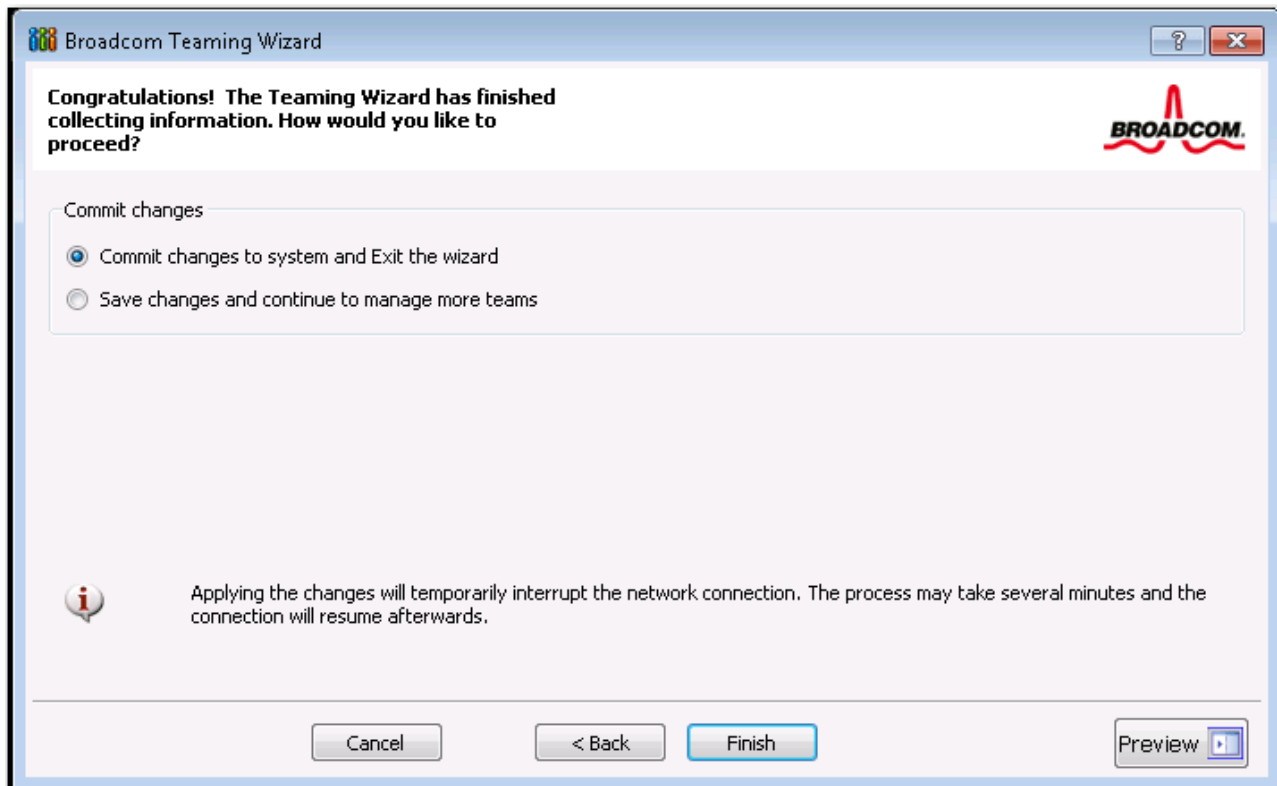 Broadcom Teaming Wizard
?
Congratulations! The Teaming Wizard has finished
collecting information. How would you like to
proceed?
BROADCOM.
Commit changes
Commit changes to system and Exit the wizard
Save changes and continue to manage more teams
Applying the changes will temporarily interrupt the network connection. The process may take several minutes and the
connection will resume afterwards.
Cancel
< Back
Finish
Preview